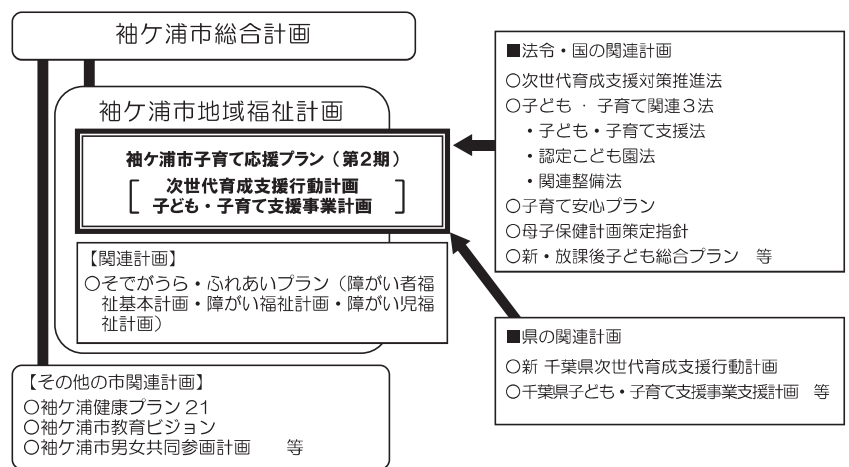 袖ケ浦市総合計画
袖ケ浦市地域福祉計画
袖ケ浦市子育て応援プラン（第2期）
次世代育成支援行動計画
子ども・子育て支援事業計画
【関連計画】
○そでがうら・ふれあいプラン（障がい者福
祉基本計画・障がい福祉計画・障がい児福
祉計画）
【その他の市関連計画】
○袖ケ浦健康プラン 21
○袖ケ浦市教育ビジョン
○袖ケ浦市男女共同参画計画　　等
■法令・国の関連計画
○次世代育成支援対策推進法
○子ども ・ 子育て関連３法
・子ども・子育て支援法
・認定こども園法
・関連整備法
○子育て安心プラン
○母子保健計画策定指針
○新・放課後子ども総合プラン　等
■県の関連計画
○新 千葉県次世代育成支援行動計画
○千葉県子ども・子育て支援事業支援計画　等